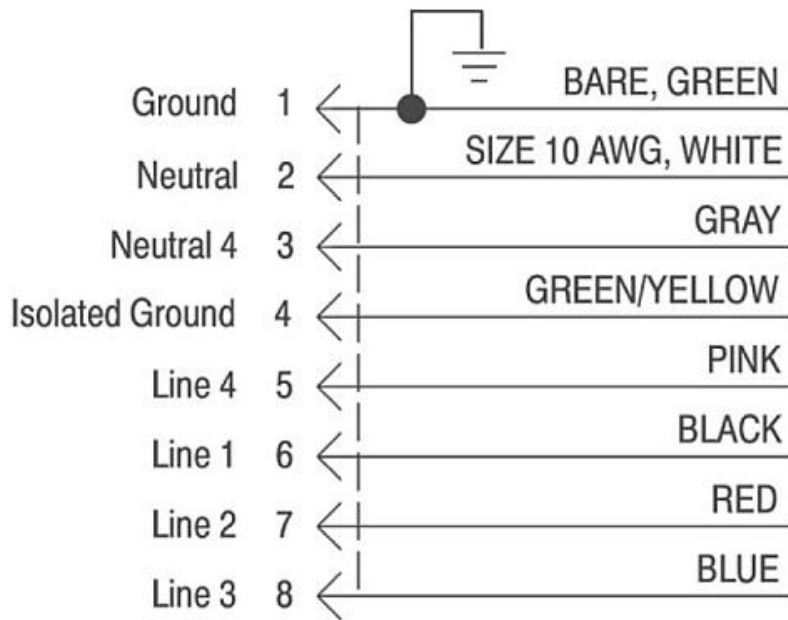 Ground 1 BARE, GREEN
Neutral 2 SIZE 10 AWG, WHITE
Neutral 4 3 GRAY
Isolated Ground 4 GREEN/YELLOW
Line 4 5 PINK
Line 1 6 BLACK
Line 2 7 RED
Line 3 8 BLUE